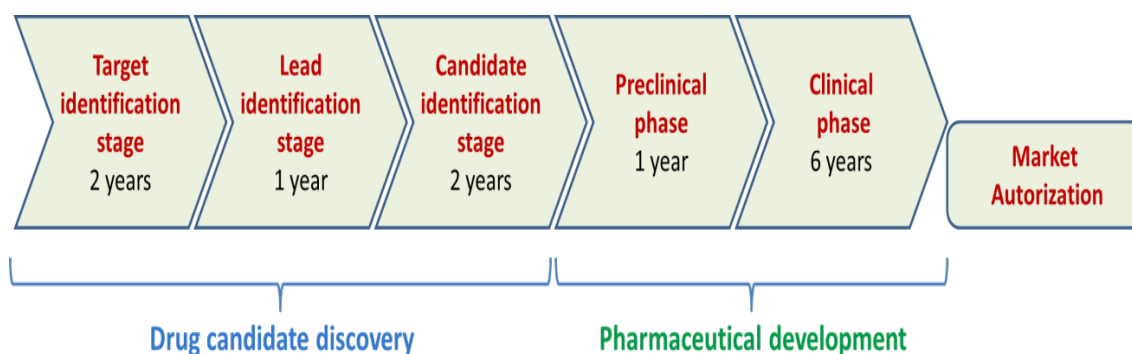 Target
identification
stage
2 years
Lead
identification
stage
1 year
Candidate
identification
stage
2 years
Preclinical
phase
1 year
Clinical
phase
6 years
Market
Autorization
Drug candidate discovery
Pharmaceutical development